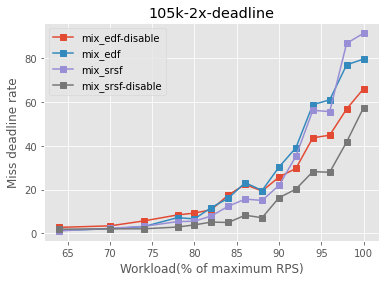 105k-2x-deadline
mix_edf-disable
mix_edf
mix_srsf
mix_srsf-disable
Miss deadline rate
80
60
40
20
0
65 70 75 80 85 90 95 100
Workload(% of maximum RPS)